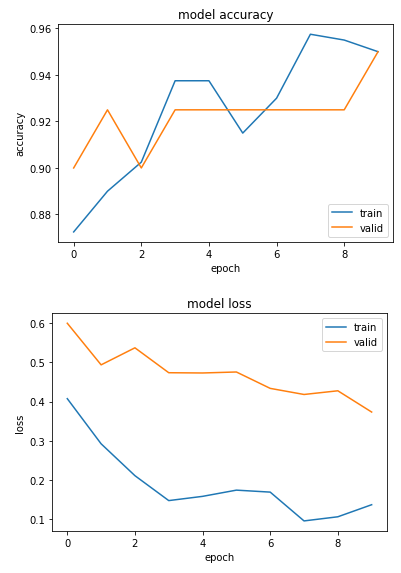 model accuracy
0.96
0.94
0.92
0.90
0.88
accuracy
train
valid
0 2 4 6 8
epoch
model loss
0.6
0.5
0.4
0.3
0.2
0.1
loss
train
valid
0 2 4 6 8
epoch